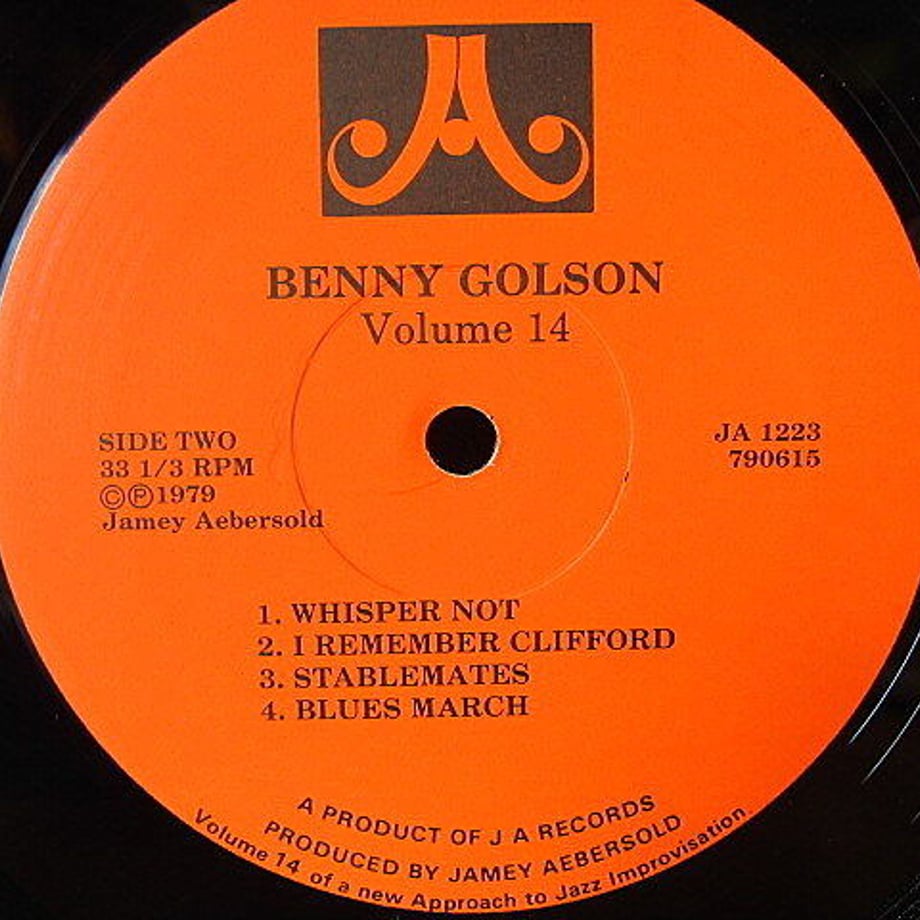 BENNY GOLSON
Volume 14
SIDE TWO
33 1/3 RPM
©℗1979
Jamey Aebersold
JA 1223
790615
1. WHISPER NOT
2. I REMEMBER CLIFFORD
3. STABLEMATES
4. BLUES MARCH
A PRODUCT OF J A RECORDS
PRODUCED BY JAMEY AEBERSOLD
Volume 14 of a new Approach to Jazz Improvisation